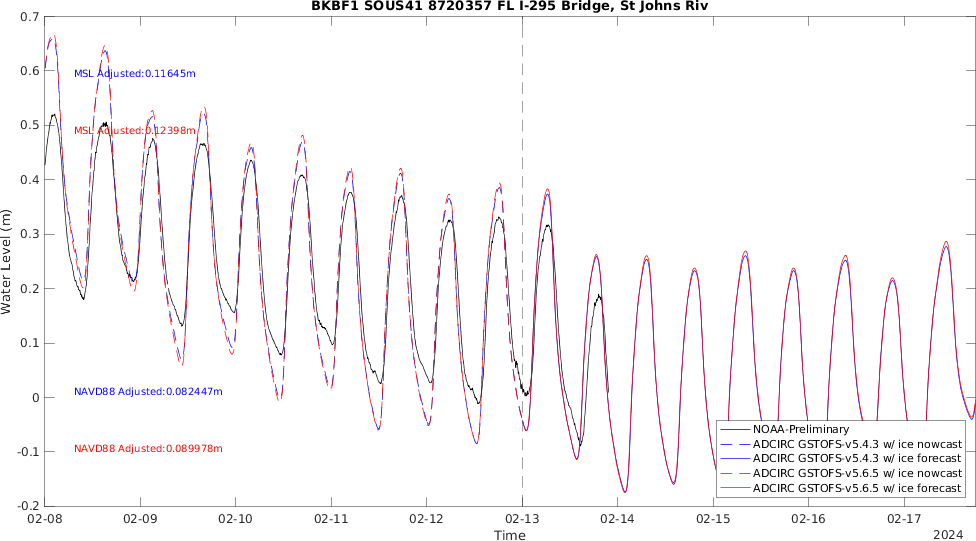 BKBF1 SOUS41 8720357 FL I-295 Bridge, St Johns Riv
0.7
0.6
0.5
0.4
0.3
0.2
0.1
0
-0.1
-0.2
Water Level (m)
MSL Adjusted:0.11645m
MSL Adjusted:0.12398m
NAVD88 Adjusted:0.082447m
NAVD88 Adjusted:0.089978m
NOAA-Preliminary
ADCIRC GSTOFS-v5.4.3 w/ ice nowcast
ADCIRC GSTOFS-v5.4.3 w/ ice forecast
ADCIRC GSTOFS-v5.6.5 w/ ice nowcast
ADCIRC GSTOFS-v5.6.5 w/ ice forecast
02-08 02-09 02-10 02-11 02-12 02-13 02-14 02-15 02-16 02-17
Time
2024